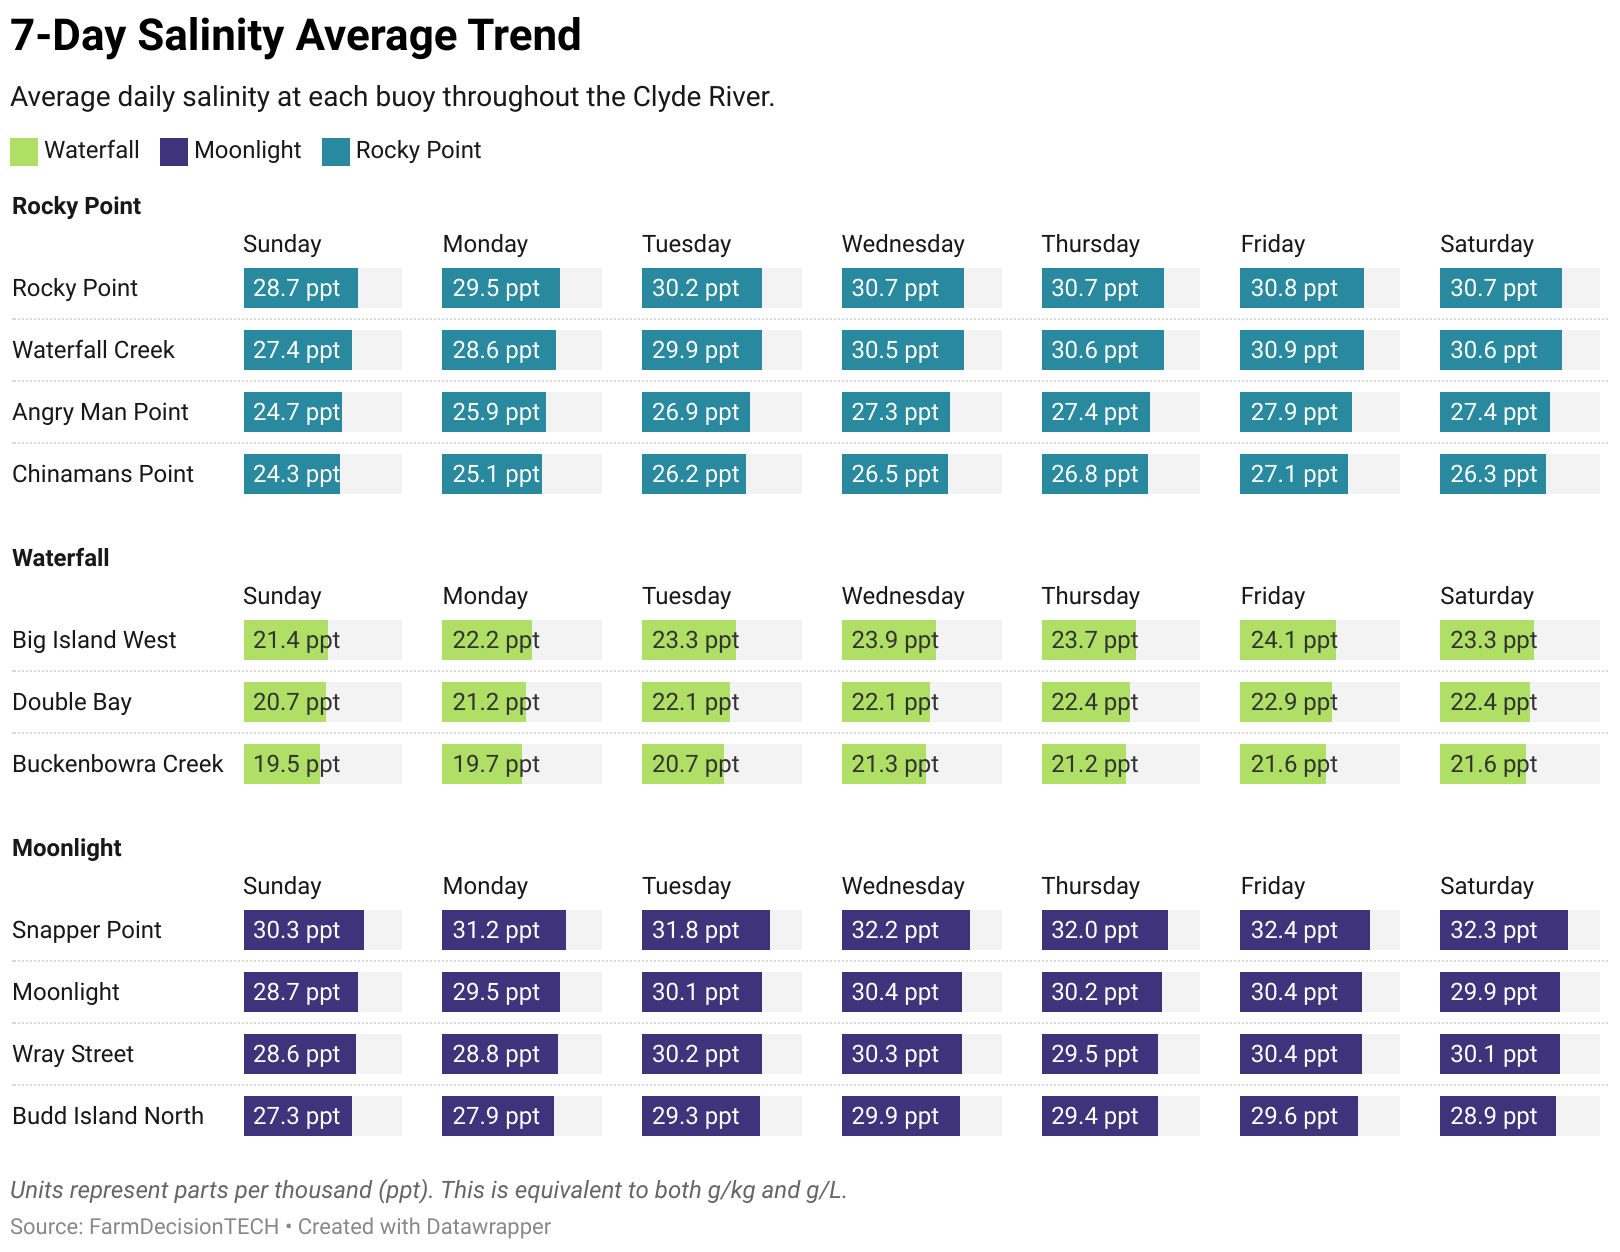 7-Day Salinity Average Trend
Average daily salinity at each buoy throughout the Clyde River.
Waterfall Moonlight Rocky Point
Rocky Point
Sunday Monday Tuesday Wednesday Thursday Friday Saturday
Rocky Point 28.7 ppt 29.5 ppt 30.2 ppt 30.7 ppt 30.7 ppt 30.8 ppt 30.7 ppt
Waterfall Creek 27.4 ppt 28.6 ppt 29.9 ppt 30.5 ppt 30.6 ppt 30.9 ppt 30.6 ppt
Angry Man Point 24.7 ppt 25.9 ppt 26.9 ppt 27.3 ppt 27.4 ppt 27.9 ppt 27.4 ppt
Chinamans Point 24.3 ppt 25.1 ppt 26.2 ppt 26.5 ppt 26.8 ppt 27.1 ppt 26.3 ppt
Waterfall
Sunday Monday Tuesday Wednesday Thursday Friday Saturday
Big Island West 21.4 ppt 22.2 ppt 23.3 ppt 23.9 ppt 23.7 ppt 24.1 ppt 23.3 ppt
Double Bay 20.7 ppt 21.2 ppt 22.1 ppt 22.1 ppt 22.4 ppt 22.9 ppt 22.4 ppt
Buckenbowra Creek 19.5 ppt 19.7 ppt 20.7 ppt 21.3 ppt 21.2 ppt 21.6 ppt 21.6 ppt
Moonlight
Sunday Monday Tuesday Wednesday Thursday Friday Saturday
Snapper Point 30.3 ppt 31.2 ppt 31.8 ppt 32.2 ppt 32.0 ppt 32.4 ppt 32.3 ppt
Moonlight 28.7 ppt 29.5 ppt 30.1 ppt 30.4 ppt 30.2 ppt 30.4 ppt 29.9 ppt
Wray Street 28.6 ppt 28.8 ppt 30.2 ppt 30.3 ppt 29.5 ppt 30.4 ppt 30.1 ppt
Budd Island North 27.3 ppt 27.9 ppt 29.3 ppt 29.9 ppt 29.4 ppt 29.6 ppt 28.9 ppt
Units represent parts per thousand (ppt). This is equivalent to both g/kg and g/L.
Source: FarmDecisionTECH • Created with Datawrapper